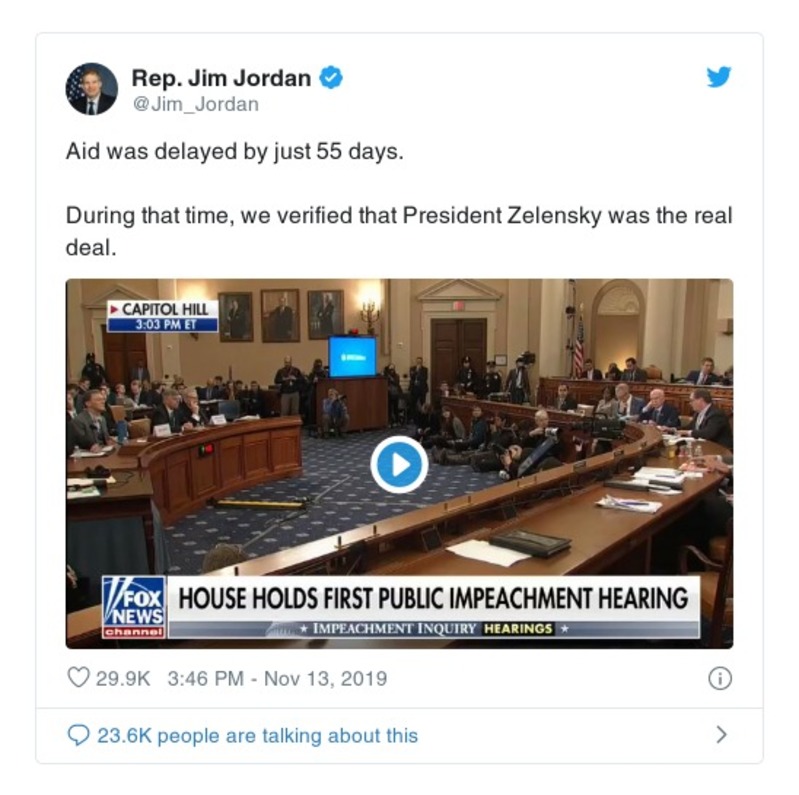 Rep. Jim Jordan
@Jim_Jordan
Aid was delayed by just 55 days.
During that time, we verified that President Zelensky was the real
deal.
CAPITOL HILL
3:03 PM ET
FOX
NEWS
channel
HOUSE HOLDS FIRST PUBLIC IMPEACHMENT HEARING
IMPEACHMENT INQUIRY HEARINGS
29.9K 3:46 PM - Nov 13, 2019
23.6K people are talking about this